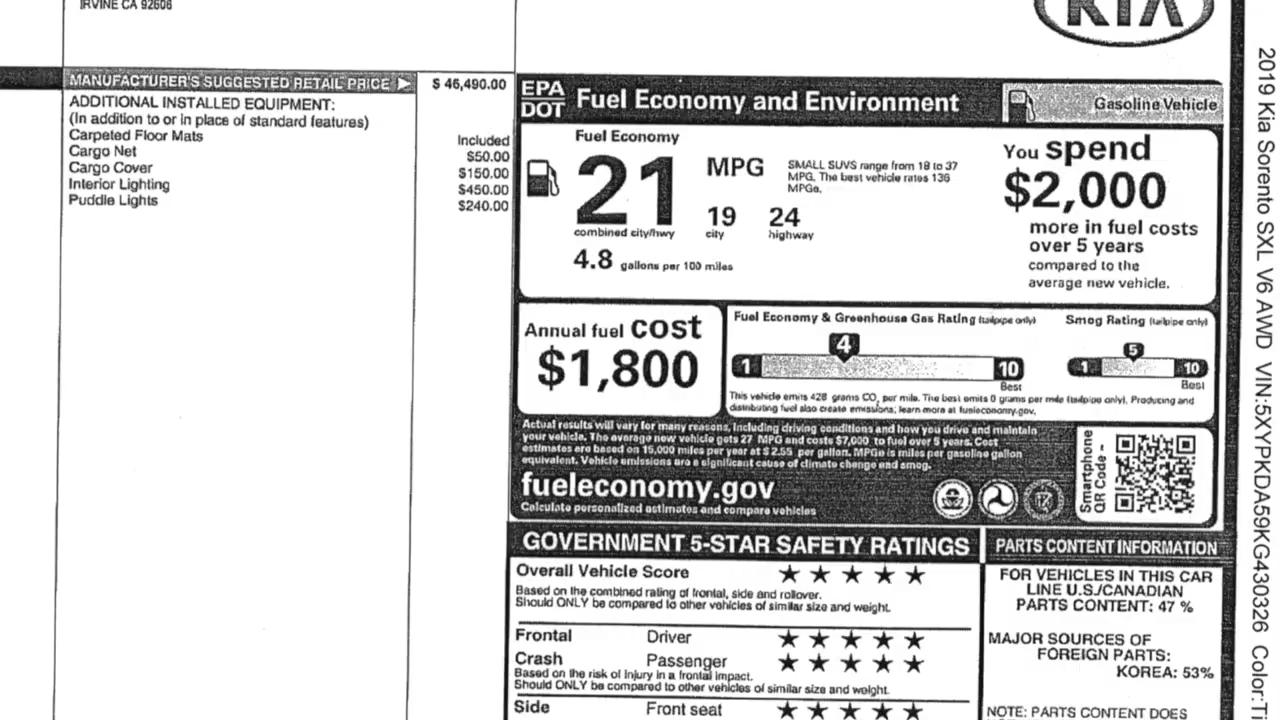 IRVINE CA 92606
KIA
MANUFACTURER'S SUGGESTED RETAIL PRICE $ 46,490.00
ADDITIONAL INSTALLED EQUIPMENT:
(In addition to or in place of standard features)
Carpeted Floor Mats Included
Cargo Net $50.00
Cargo Cover $150.00
Interior Lighting $450.00
Puddle Lights $240.00
EPA
DOT
Fuel Economy and Environment
Gasoline Vehicle
Fuel Economy
21 MPG
combined city/hwy
19
city
24
highway
4.8 gallons per 100 miles
SMALL SUVS range from 18 to 37
MPG. The best vehicle rates 136
MPGe.
You spend
$2,000
more in fuel costs
over 5 years
compared to the
average new vehicle.
Annual fuel cost
$1,800
Fuel Economy & Greenhouse Gas Rating (tailpipe only)
4
1 10
Best
Smog Rating (tailpipe only)
5
1 10
Best
This vehicle emits 428 grams CO2 per mile. The best emits 0 grams per mile (tailpipe only). Producing and
distributing fuel also create emissions; learn more at fueleconomy.gov.
Actual results will vary for many reasons, including driving conditions and how you drive and maintain
your vehicle. The average new vehicle gets 27 MPG and costs $7,000 to fuel over 5 years. Cost
estimates are based on 15,000 miles per year at $ 2.55 per gallon. MPGe is miles per gasoline gallon
equivalent. Vehicle emissions are a significant cause of climate change and smog.
fueleconomy.gov
Calculate personalized estimates and compare vehicles
Smartphone
QR Code
GOVERNMENT 5-STAR SAFETY RATINGS
Overall Vehicle Score ★ ★ ★ ★ ★
Based on the combined rating of frontal, side and rollover.
Should ONLY be compared to other vehicles of similar size and weight.
Frontal Driver ★ ★ ★ ★ ★
Crash Passenger ★ ★ ★ ★ ★
Based on the risk of injury in a frontal impact.
Should ONLY be compared to other vehicles of similar size and weight.
Side Front seat ★ ★ ★ ★ ★
PARTS CONTENT INFORMATION
FOR VEHICLES IN THIS CAR
LINE U.S./CANADIAN
PARTS CONTENT: 47 %
MAJOR SOURCES OF
FOREIGN PARTS:
KOREA: 53%
NOTE: PARTS CONTENT DOES
2019 Kia Sorento SXL V6 AWD VIN:5XYPKDA59KG430326 Color:TI